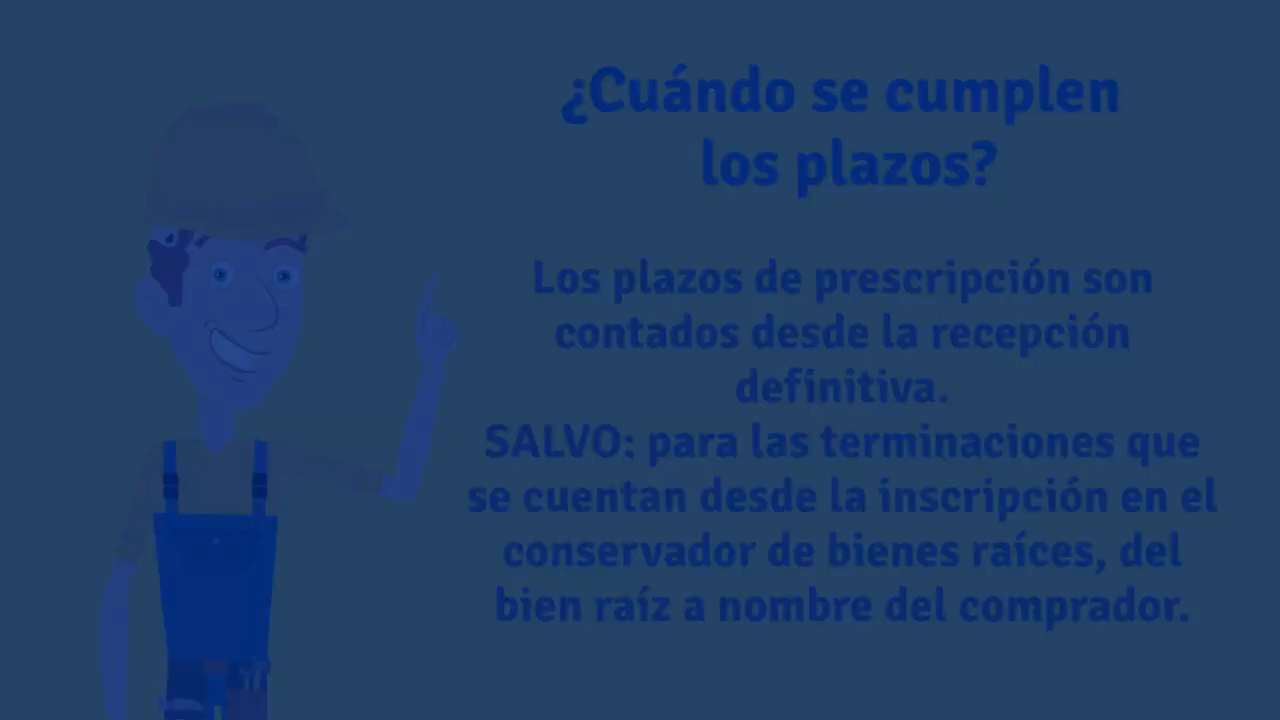 ¿Cuándo se cumplen
los plazos?
Los plazos de prescripción son
contados desde la recepción
definitiva.
SALVO: para las terminaciones que
se cuentan desde la inscripción en el
conservador de bienes raíces, del
bien raíz a nombre del comprador.